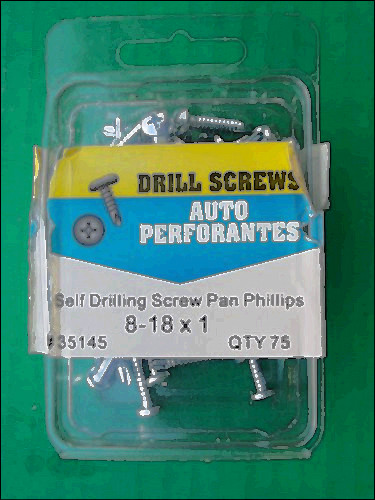 DRILL SCREWS
AUTO
PERFORANTES
Self Drilling Screw Pan Phillips
8-18 x 1
#35145
QTY 75